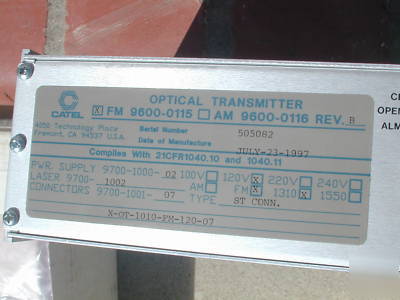 CATEL
4050 Technology Place
Fremont, CA 94537 U.S.A.
OPTICAL TRANSMITTER
X FM 9600-0115 AM 9600-0116 REV. B
Serial Number 505082
Date of Manufacture JULY-23-1997
Complies With 21CFR1040.10 and 1040.11
PWR. SUPPLY 9700-1000- 02 100V 120V X 220V 240V
LASER 9700- 1002 AM FM X 1310 X 1550
CONNECTORS 9700-1001- 07 TYPE ST CONN.
X-OT-1010-FM-120-07
OPEN
ALM